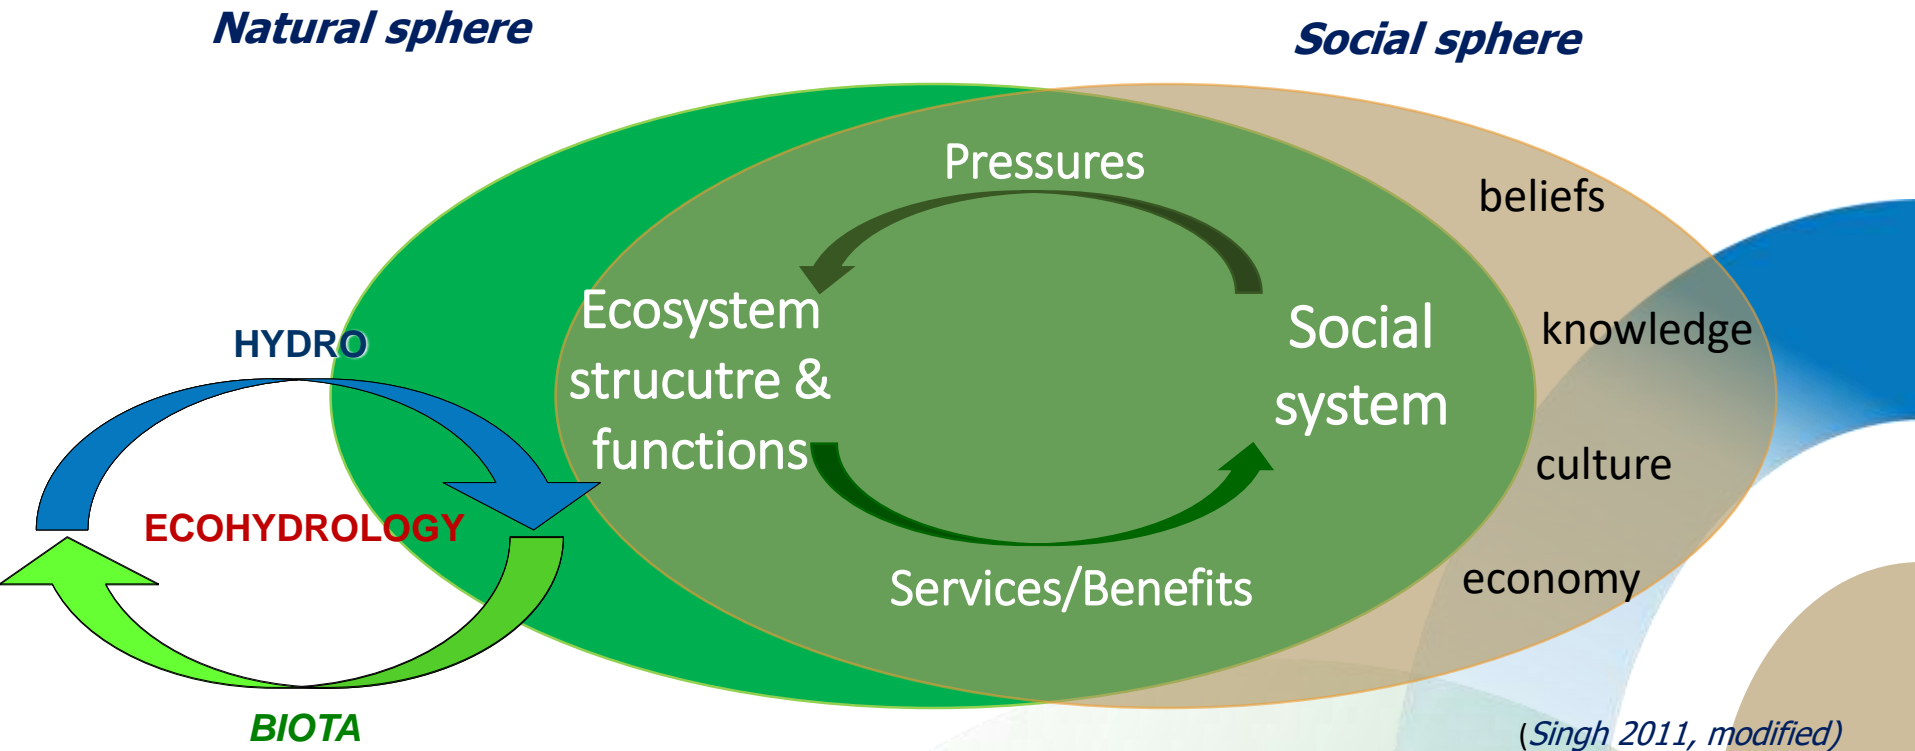 Natural sphere
Social sphere
Pressures
beliefs
Ecosystem
strucutre &
functions
Social
system
HYDRO
knowledge
ECOHYDROLOGY
culture
Services/Benefits
economy
BIOTA
(Singh 2011, modified)